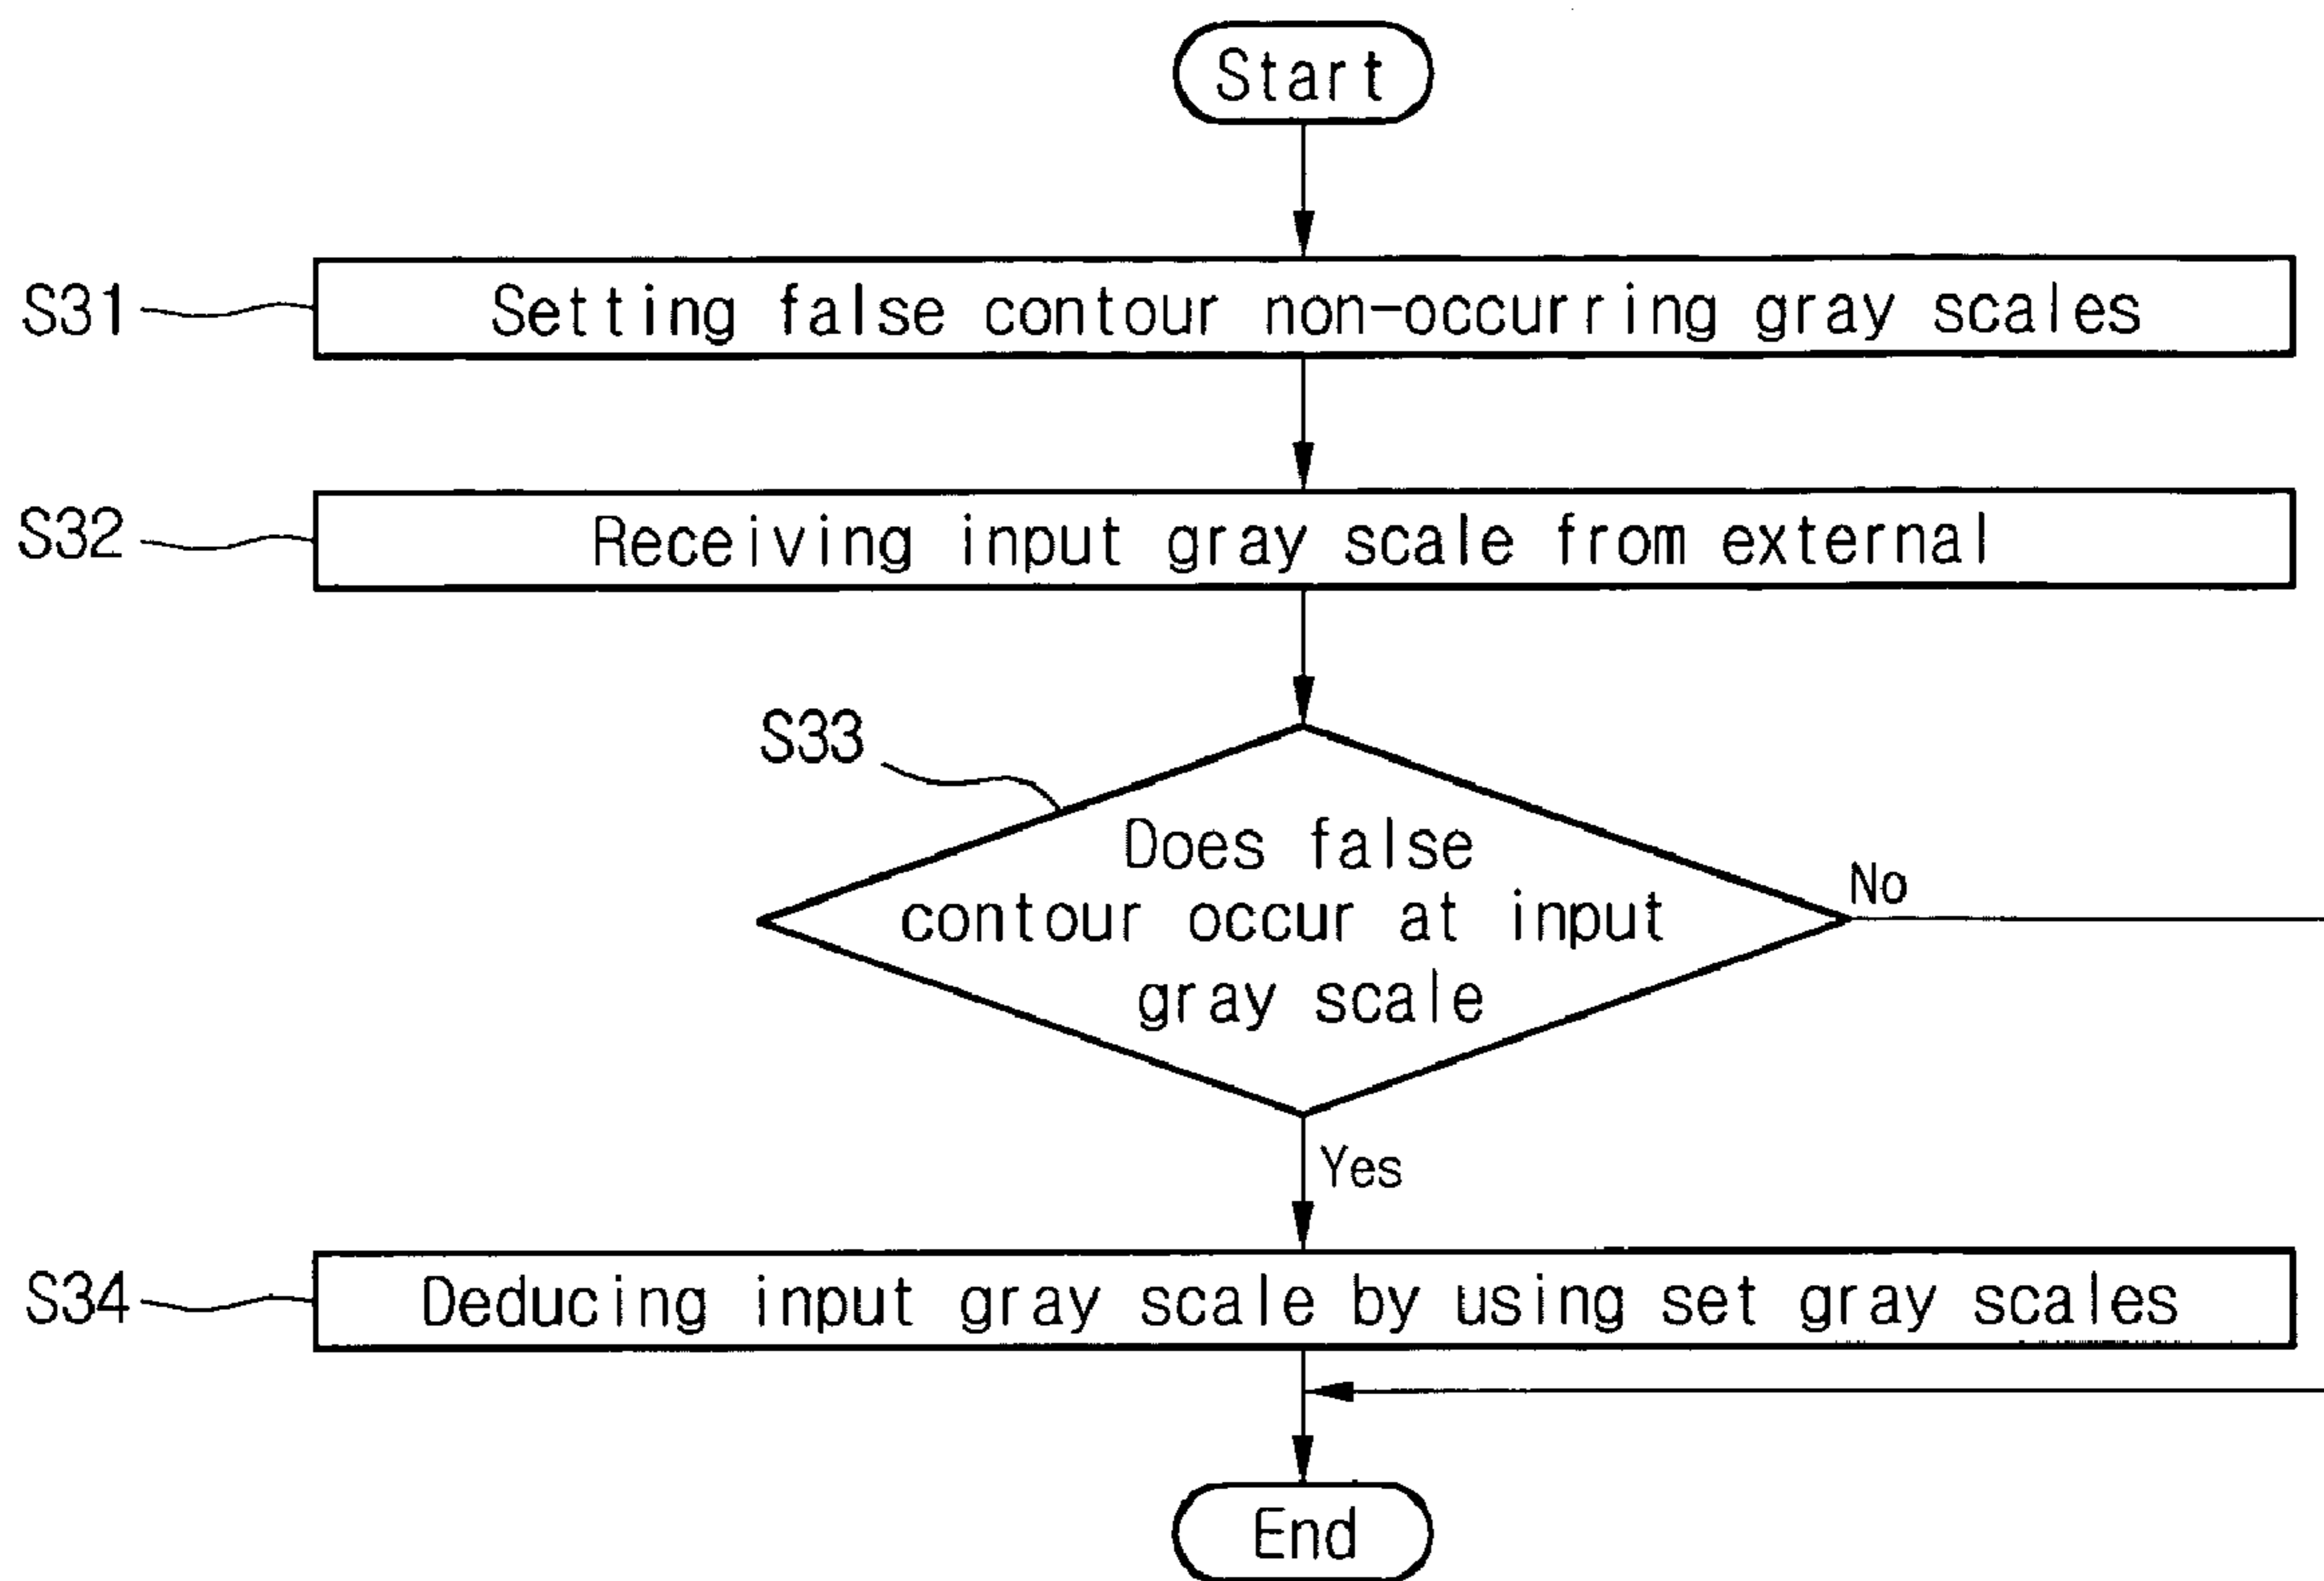 Start
S31
Setting false contour non-occurring gray scales
S32
Receiving input gray scale from external
S33
Does false
contour occur at input
gray scale
No
Yes
S34
Deducing input gray scale by using set gray scales
End